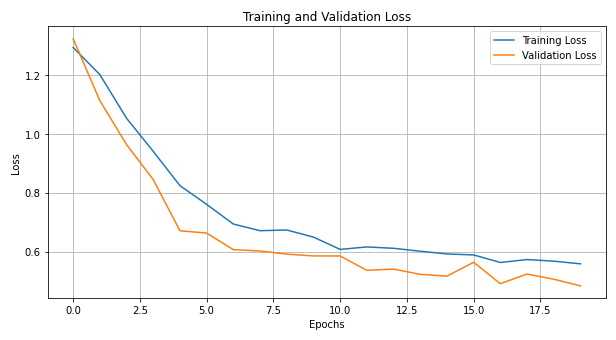 Training and Validation Loss
Training Loss
Validation Loss
1.2
1.0
0.8
0.6
Loss
0.0 2.5 5.0 7.5 10.0 12.5 15.0 17.5
Epochs